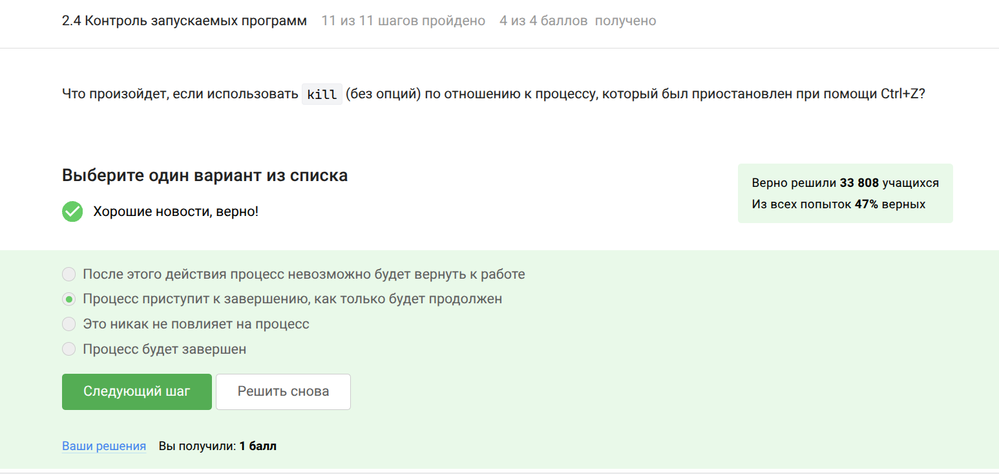 2.4 Контроль запускаемых программ 11 из 11 шагов пройдено 4 из 4 баллов получено
Что произойдет, если использовать kill (без опций) по отношению к процессу, который был приостановлен при помощи Ctrl+Z?
Выберите один вариант из списка
Хорошие новости, верно!
Верно решили 33 808 учащихся
Из всех попыток 47% верных
После этого действия процесс невозможно будет вернуть к работе
Процесс приступит к завершению, как только будет продолжен
Это никак не повлияет на процесс
Процесс будет завершен
Следующий шаг Решить снова
Ваши решения Вы получили: 1 балл